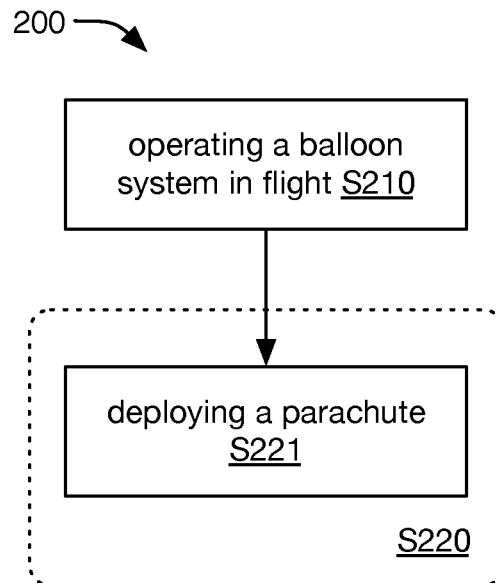 200
operating a balloon
system in flight S210
deploying a parachute
S221
S220